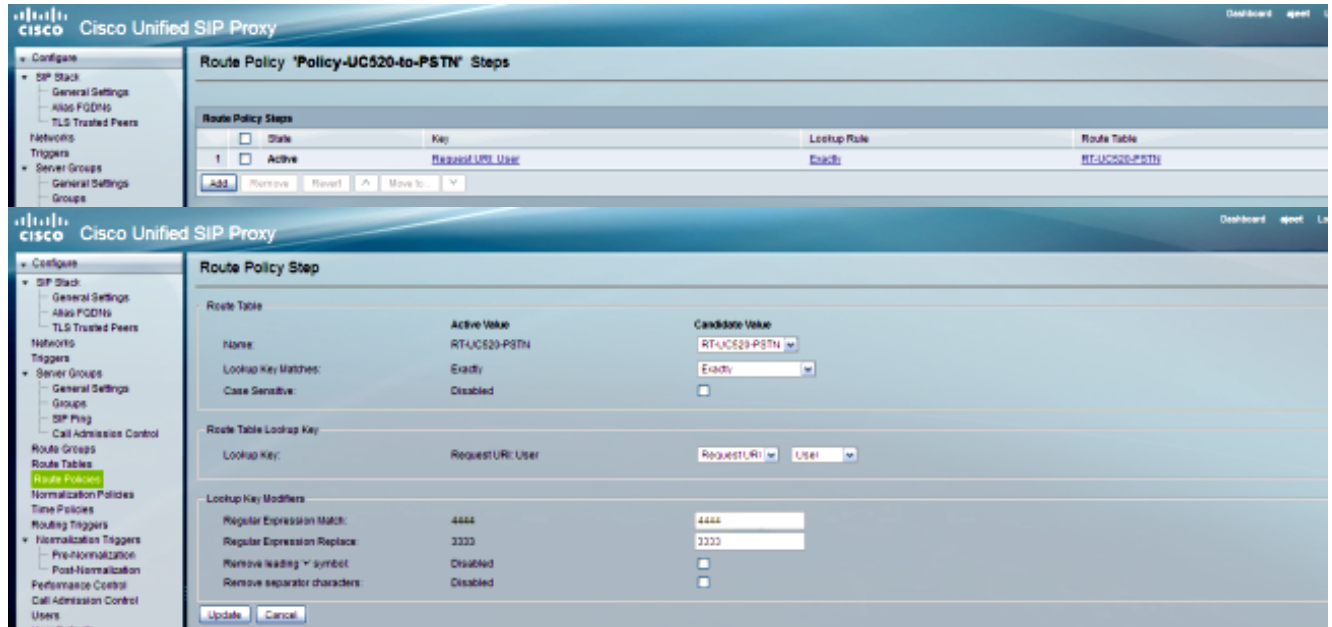 CISCO Cisco Unified SIP Proxy
Dashboard ajeet
Configure
SIP Stack
General Settings
Alias FQDNs
TLS Trusted Peers
Networks
Triggers
Server Groups
General Settings
Groups
Route Policy 'Policy-UC520-to-PSTN' Steps
Route Policy Steps
State Key Lookup Rule Route Table
1 Active Request URI: User Exactly RT-UC520-PSTN
Add Remove Revert Move to...
CISCO Cisco Unified SIP Proxy
Dashboard ajeet Lo
Configure
SIP Stack
General Settings
Alias FQDNs
TLS Trusted Peers
Networks
Triggers
Server Groups
General Settings
Groups
SIP Ping
Call Admission Control
Route Groups
Route Tables
Route Policies
Normalization Policies
Time Policies
Routing Triggers
Normalization Triggers
Pre-Normalization
Post-Normalization
Performance Control
Call Admission Control
Users
Route Policy Step
Route Table
Active Value Candidate Value
Name: RT-UC520-PSTN RT-UC520-PSTN
Lookup Key Matches: Exactly Exactly
Case Sensitive: Disabled
Route Table Lookup Key
Lookup Key: Request URI: User Request URI User
Lookup Key Modifiers
Regular Expression Match: 4444 4444
Regular Expression Replace: 3333 3333
Remove leading '+' symbol: Disabled
Remove separator characters: Disabled
Update Cancel